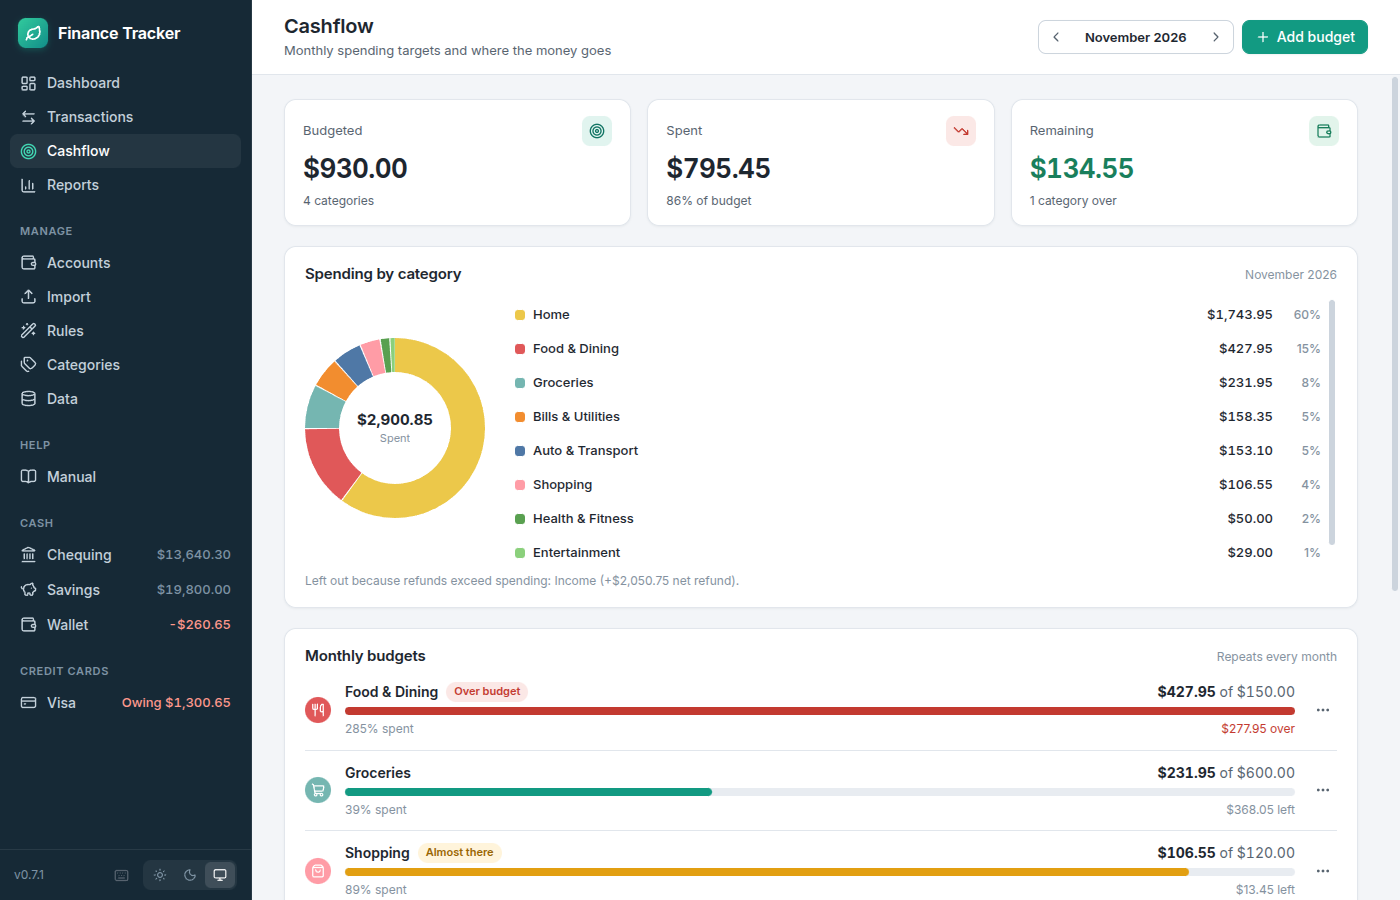 Finance Tracker
Dashboard
Transactions
Cashflow
Reports
MANAGE
Accounts
Import
Rules
Categories
Data
HELP
Manual
CASH
Chequing $13,640.30
Savings $19,800.00
Wallet -$260.65
CREDIT CARDS
Visa Owing $1,300.65
v0.7.1
Cashflow
Monthly spending targets and where the money goes
November 2026
Add budget
Budgeted
$930.00
4 categories
Spent
$795.45
86% of budget
Remaining
$134.55
1 category over
Spending by category
November 2026
$2,900.85
Spent
Home $1,743.95 60%
Food & Dining $427.95 15%
Groceries $231.95 8%
Bills & Utilities $158.35 5%
Auto & Transport $153.10 5%
Shopping $106.55 4%
Health & Fitness $50.00 2%
Entertainment $29.00 1%
Left out because refunds exceed spending: Income (+$2,050.75 net refund).
Monthly budgets
Repeats every month
Food & Dining Over budget $427.95 of $150.00
285% spent $277.95 over
Groceries $231.95 of $600.00
39% spent $368.05 left
Shopping Almost there $106.55 of $120.00
89% spent $13.45 left